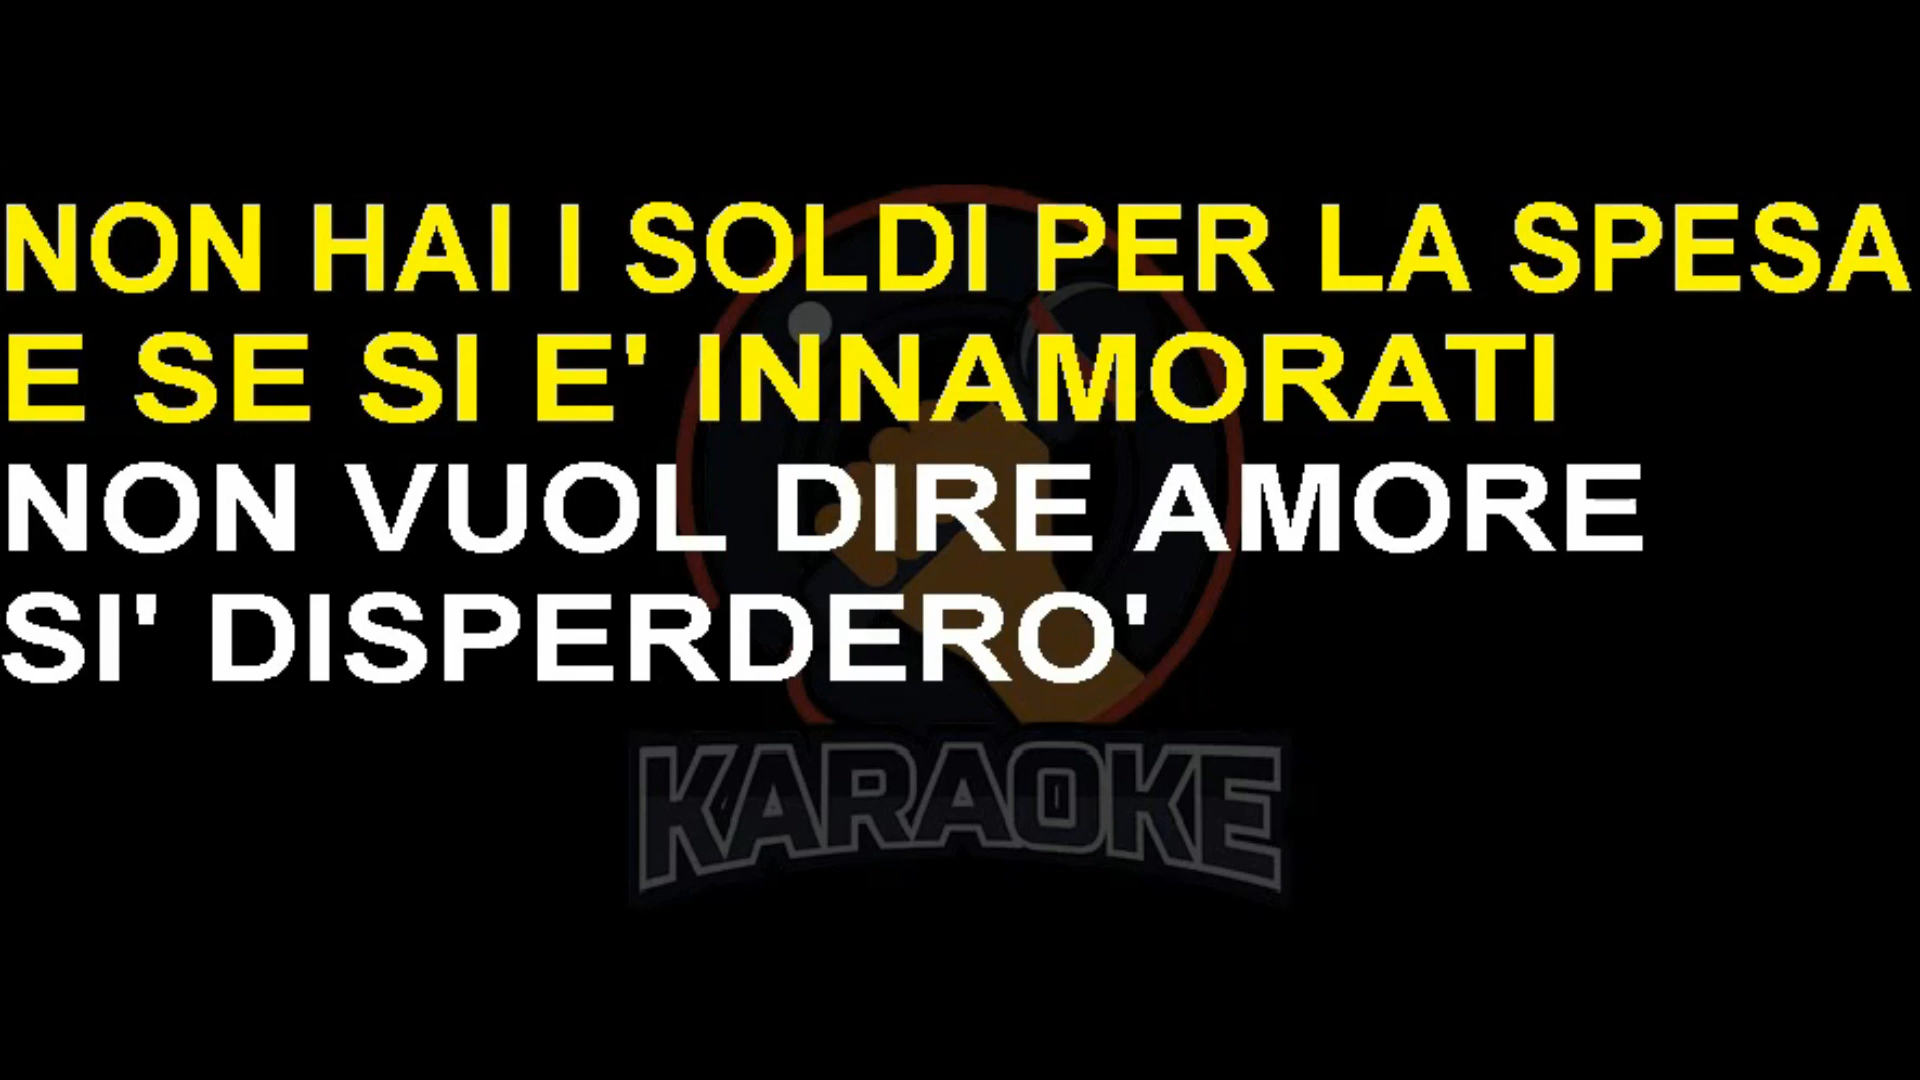 NON HAI I SOLDI PER LA SPESA
E SE SI E' INNAMORATI
NON VUOL DIRE AMORE
SI' DISPERDERO'
KARAOKE